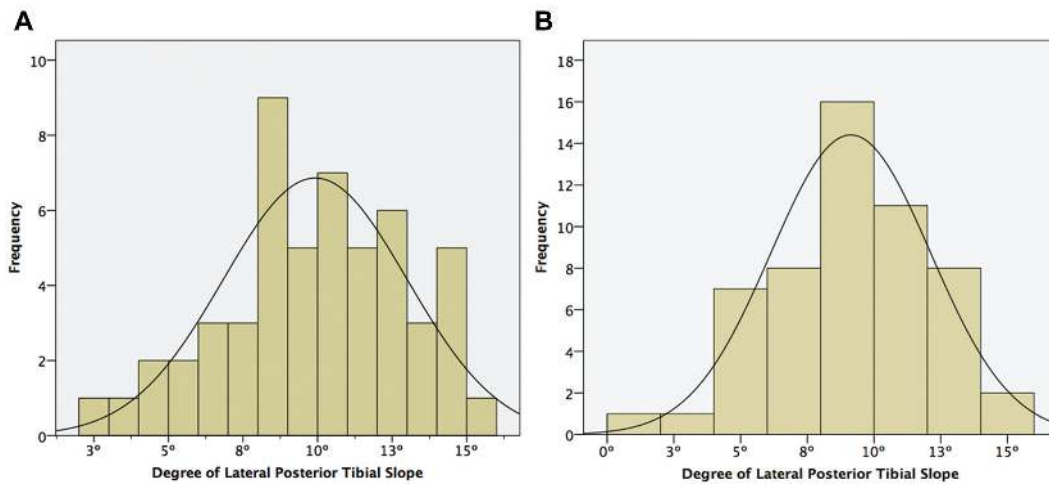 A
B
10
8
6
4
2
0
Frequency
3° 5° 8° 10° 13° 15°
Degree of Lateral Posterior Tibial Slope
18
16
14
12
10
8
6
4
2
0
Frequency
0° 3° 5° 8° 10° 13° 15°
Degree of Lateral Posterior Tibial Slope